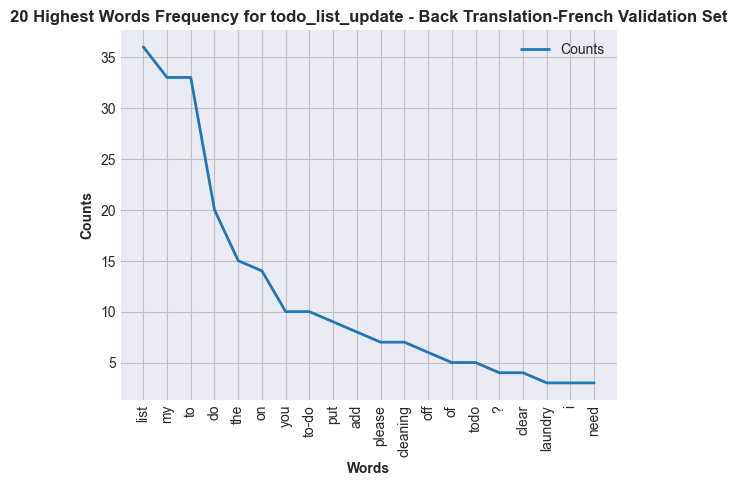 20 Highest Words Frequency for todo_list_update - Back Translation-French Validation Set
Counts
35
30
25
20
15
10
5
Counts
list
my
to
do
the
on
you
to-do
put
add
please
cleaning
off
of
todo
?
clear
laundry
i
need
Words